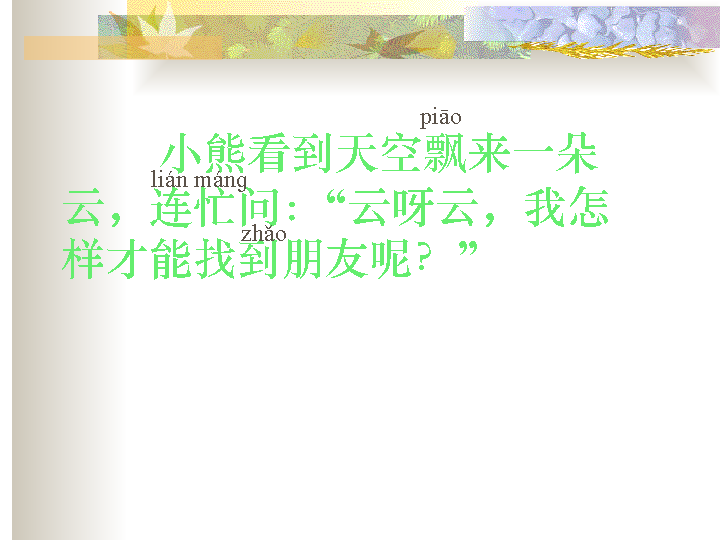 piāo
小熊看到天空飘来一朵
lián máng
云，连忙问：“云呀云，我怎
zhǎo
样才能找到朋友呢？”